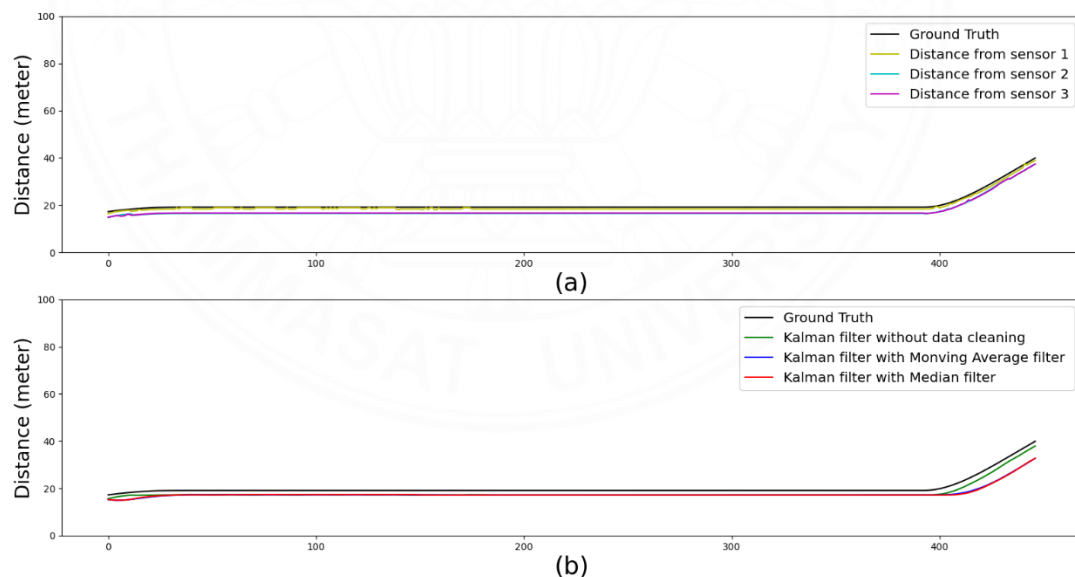 100
80
60
40
20
0
Distance (meter)
Ground Truth
Distance from sensor 1
Distance from sensor 2
Distance from sensor 3
0 100 200 300 400
(a)
100
80
60
40
20
0
Distance (meter)
Ground Truth
Kalman filter without data cleaning
Kalman filter with Monving Average filter
Kalman filter with Median filter
0 100 200 300 400
(b)
THAMMASAT UNIVERSITY